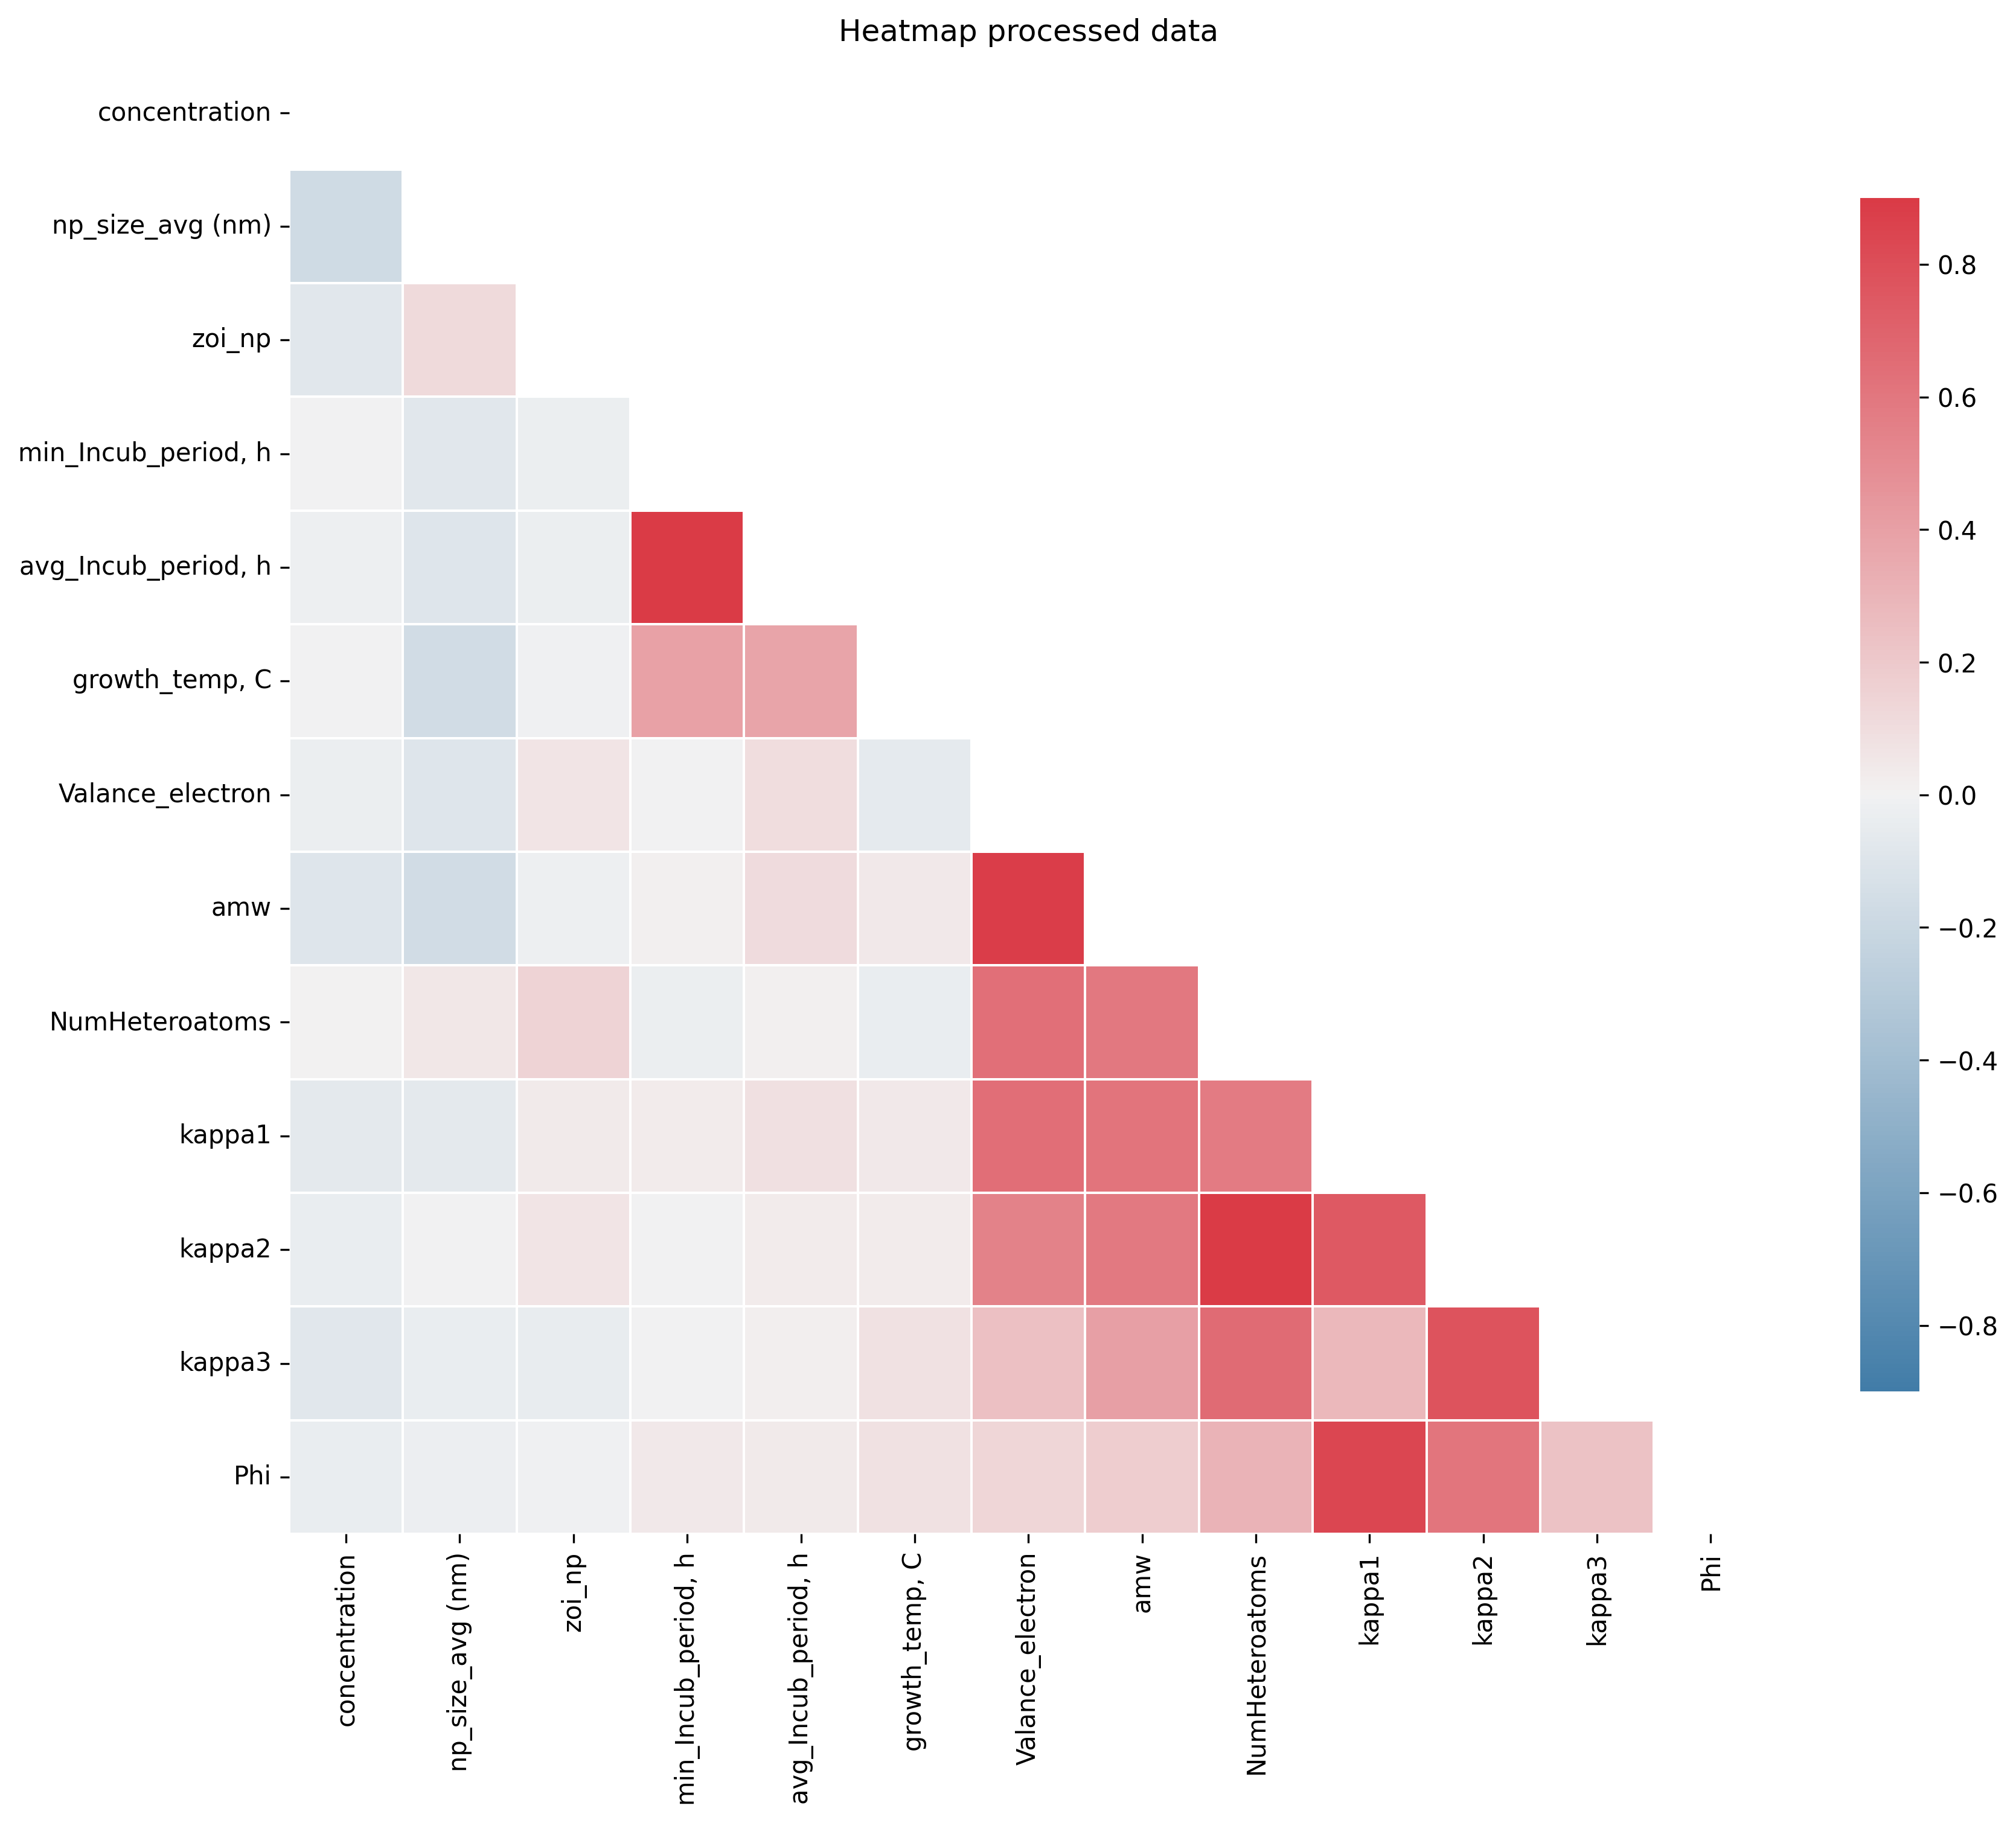 Heatmap processed data
concentration
np_size_avg (nm)
zoi_np
min_Incub_period, h
avg_Incub_period, h
growth_temp, C
Valance_electron
amw
NumHeteroatoms
kappa1
kappa2
kappa3
Phi
concentration
np_size_avg (nm)
zoi_np
min_Incub_period, h
avg_Incub_period, h
growth_temp, C
Valance_electron
amw
NumHeteroatoms
kappa1
kappa2
kappa3
Phi
0.8
0.6
0.4
0.2
0.0
−0.2
−0.4
−0.6
−0.8